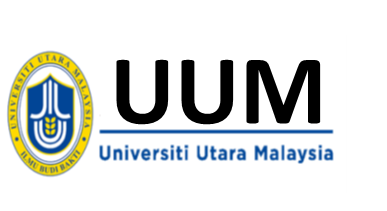 UNIVERSITI UTARA MALAYSIA
ILMU BUDI BAKTI
UUM
Universiti Utara Malaysia